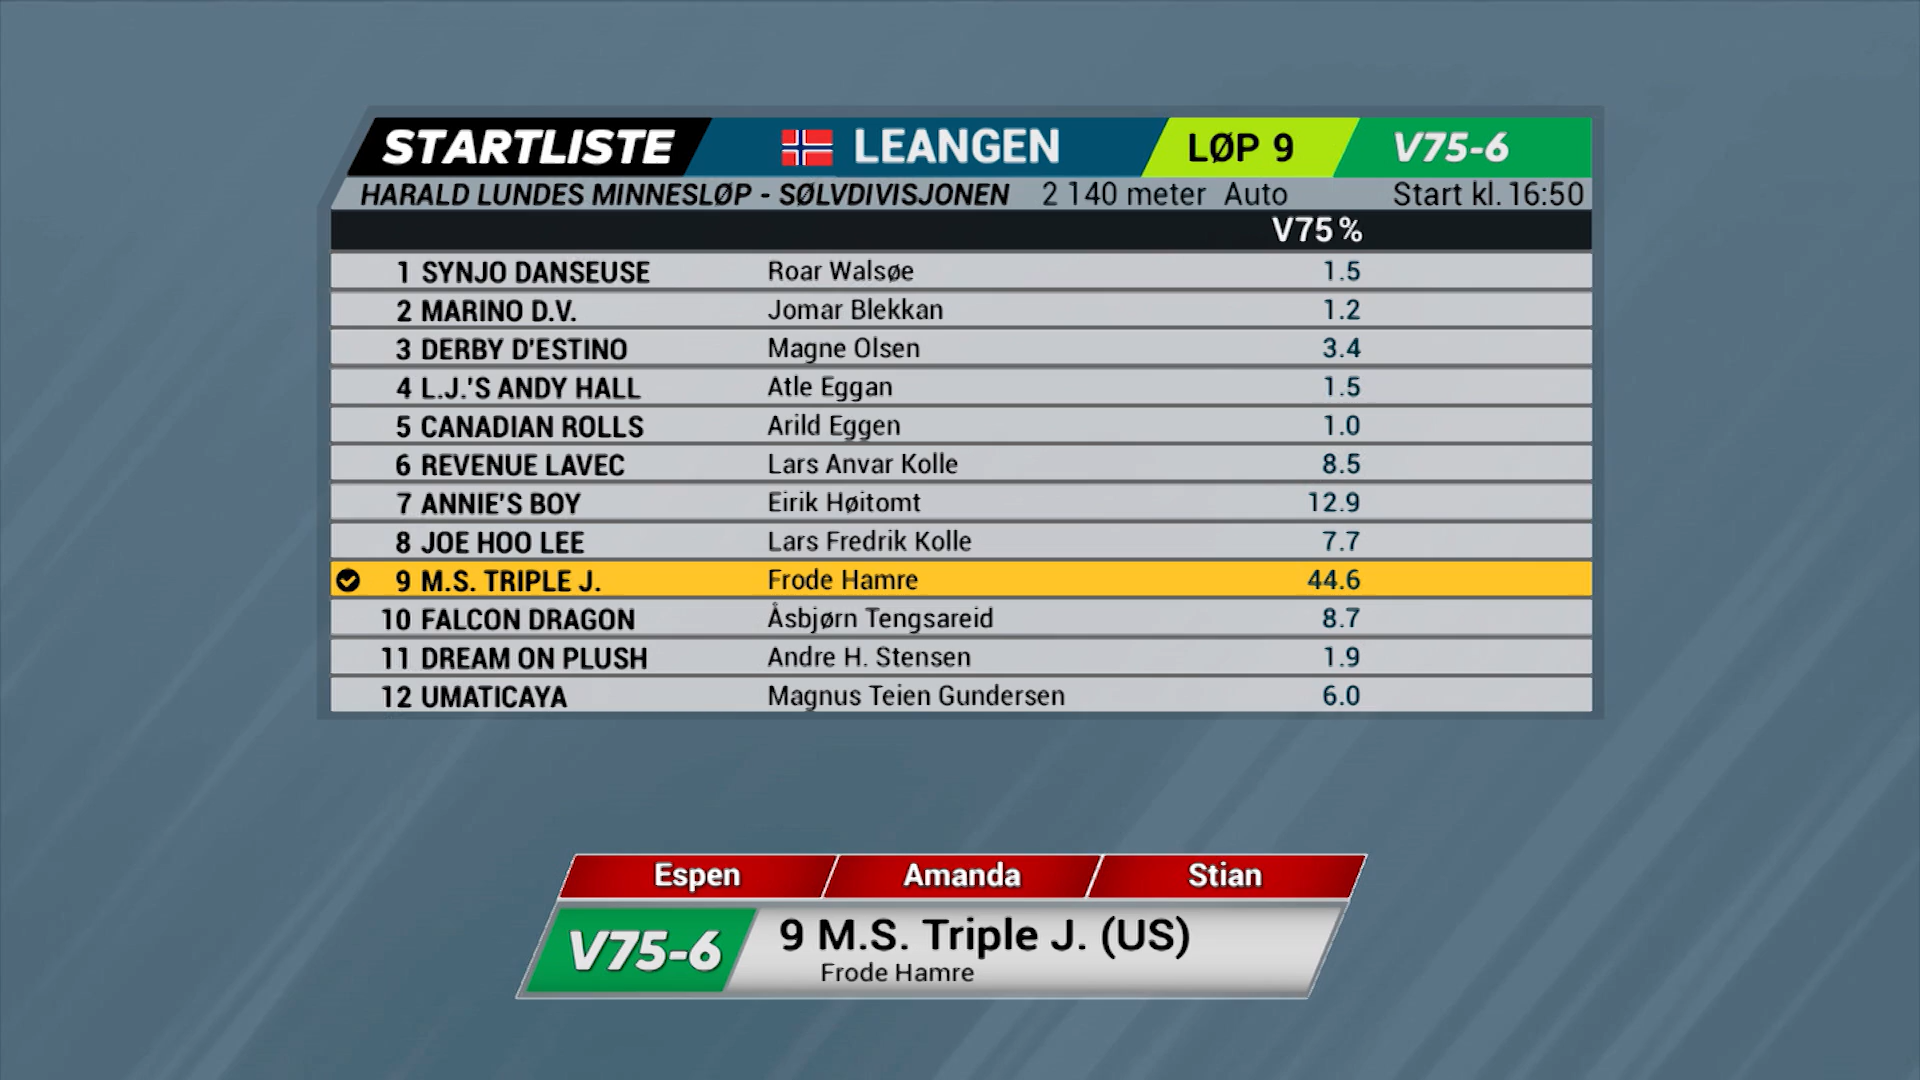 STARTLISTE LEANGEN LØP 9 V75-6
HARALD LUNDES MINNESLØP - SØLVDIVISJONEN 2 140 meter Auto Start kl. 16:50
V75%
1 SYNJO DANSEUSE Roar Walsøe 1.5
2 MARINO D.V. Jomar Blekkan 1.2
3 DERBY D'ESTINO Magne Olsen 3.4
4 L.J.'S ANDY HALL Atle Eggan 1.5
5 CANADIAN ROLLS Arild Eggen 1.0
6 REVENUE LAVEC Lars Anvar Kolle 8.5
7 ANNIE'S BOY Eirik Høitomt 12.9
8 JOE HOO LEE Lars Fredrik Kolle 7.7
9 M.S. TRIPLE J. Frode Hamre 44.6
10 FALCON DRAGON Åsbjørn Tengsareid 8.7
11 DREAM ON PLUSH Andre H. Stensen 1.9
12 UMATICAYA Magnus Teien Gundersen 6.0
Espen Amanda Stian
V75-6 9 M.S. Triple J. (US)
Frode Hamre